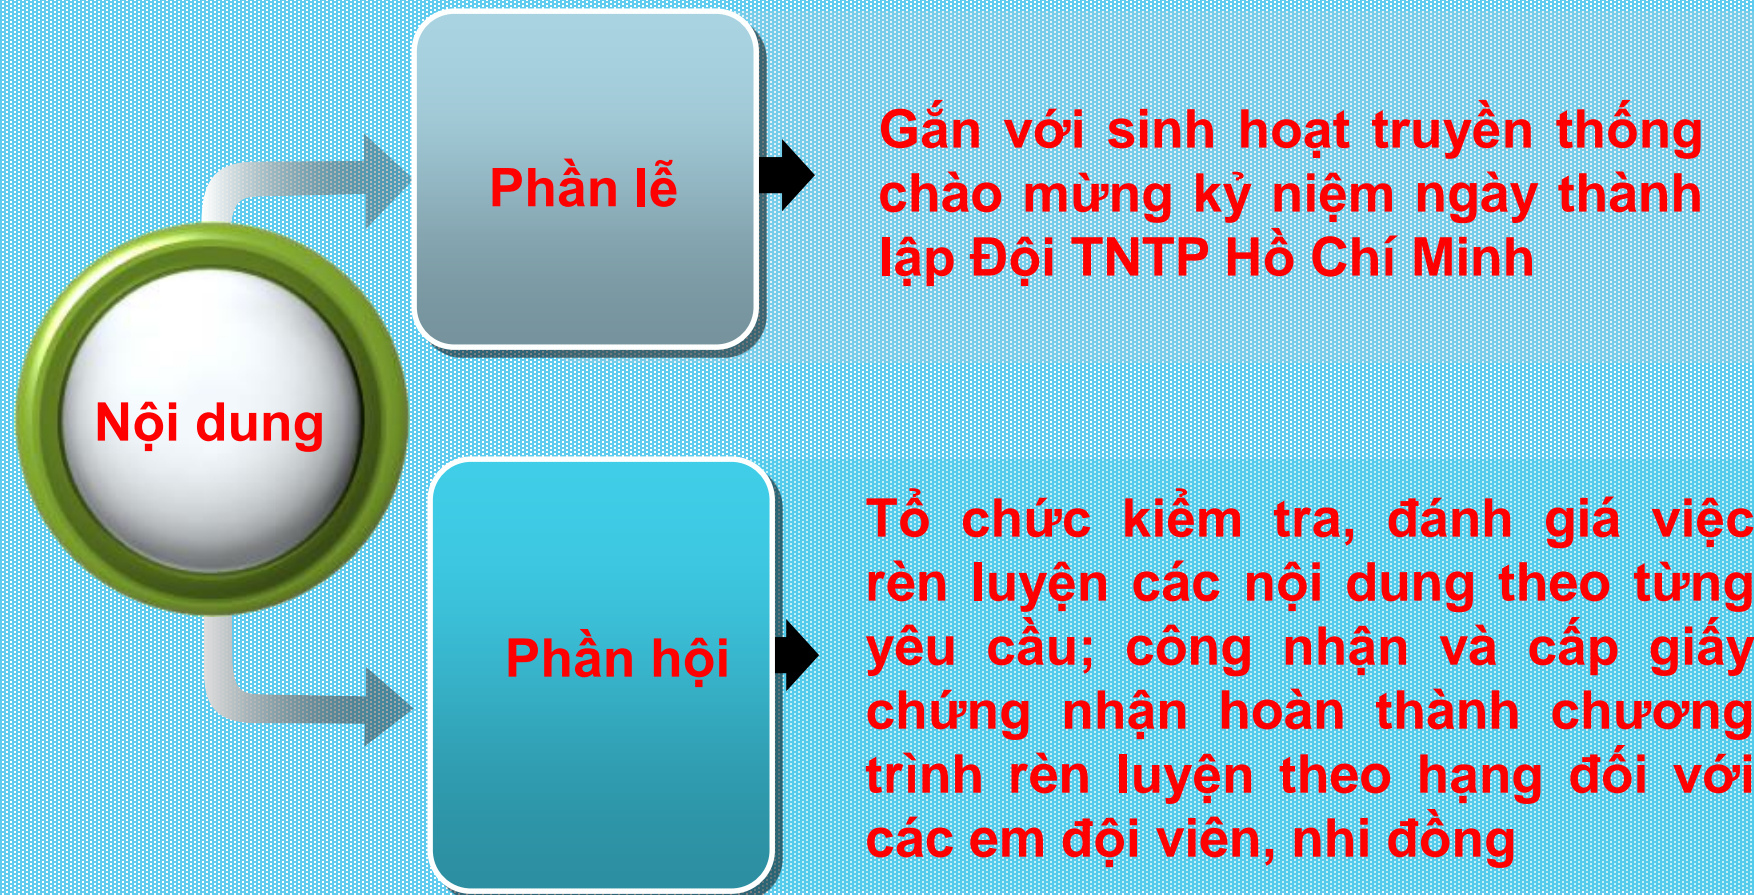 Phần lễ
Gắn với sinh hoạt truyền thống
chào mừng kỷ niệm ngày thành
lập Đội TNTP Hồ Chí Minh
Nội dung
Phần hội
Tổ chức kiểm tra, đánh giá việc
rèn luyện các nội dung theo từng
yêu cầu; công nhận và cấp giấy
chứng nhận hoàn thành chương
trình rèn luyện theo hạng đối với
các em đội viên, nhi đồng